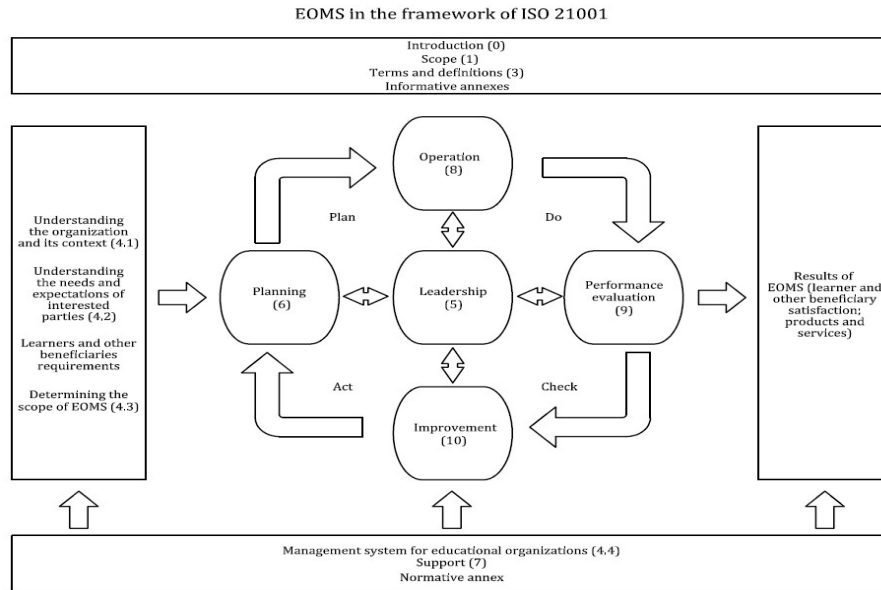 EOMS in the framework of ISO 21001
Introduction (0)
Scope (1)
Terms and definitions (3)
Informative annexes
Understanding
the organization
and its context (4.1)
Understanding
the needs and
expectations of
interested
parties (4.2)
Learners and other
beneficiaries
requirements
Determining the
scope of EOMS (4.3)
Operation
(8)
Plan
Do
Planning
(6)
Leadership
(5)
Performance
evaluation
(9)
Act
Check
Improvement
(10)
Results of
EOMS (learner and
other beneficiary
satisfaction;
products and
services)
Management system for educational organizations (4.4)
Support (7)
Normative annex